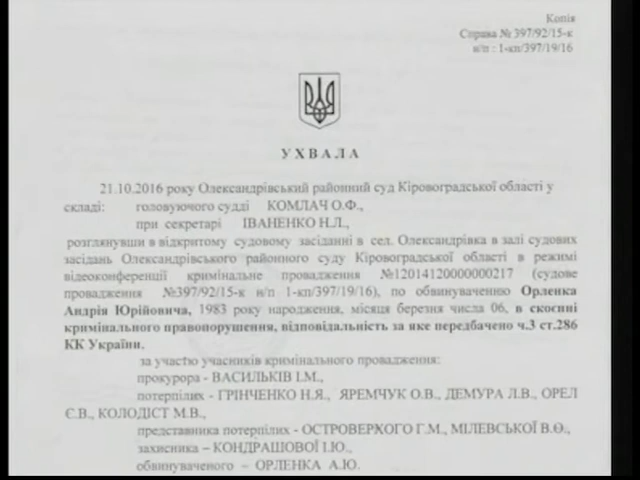 Копія
Справа № 397/92/15-к
н/п : 1-кп/397/19/16
УХВАЛА
21.10.2016 року Олександрівський районний суд Кіровоградської області у
складі: головуючого судді КОМЛАЧ О.Ф.,
при секретарі ІВАНЕНКО Н.Л.,
розглянувши в відкритому судовому засіданні в сел. Олександрівка в залі судових
засідань Олександрівського районного суду Кіровоградської області в режимі
відеоконференції кримінальне провадження №12014120000000217 (судове
провадження №397/92/15-к н/п 1-кп/397/19/16), по обвинуваченню Орленка
Андрія Юрійовича, 1983 року народження, місяця березня числа 06, в скоєнні
кримінального правопорушення, відповідальність за яке передбачено ч.3 ст.286
КК України.
за участю учасників кримінального провадження:
прокурора - ВАСИЛЬКІВ І.М.,
потерпілих - ГРІНЧЕНКО Н.Я., ЯРЕМЧУК О.В., ДЕМУРА Л.В., ОРЕЛ
Є.В., КОЛОДІСТ М.В.,
представника потерпілих - ОСТРОВЕРХОГО Г.М., МІЛЕВСЬКОЇ В.О.,
захисника – КОНДРАШОВОЇ І.Ю.,
обвинуваченого – ОРЛЕНКА А.Ю.